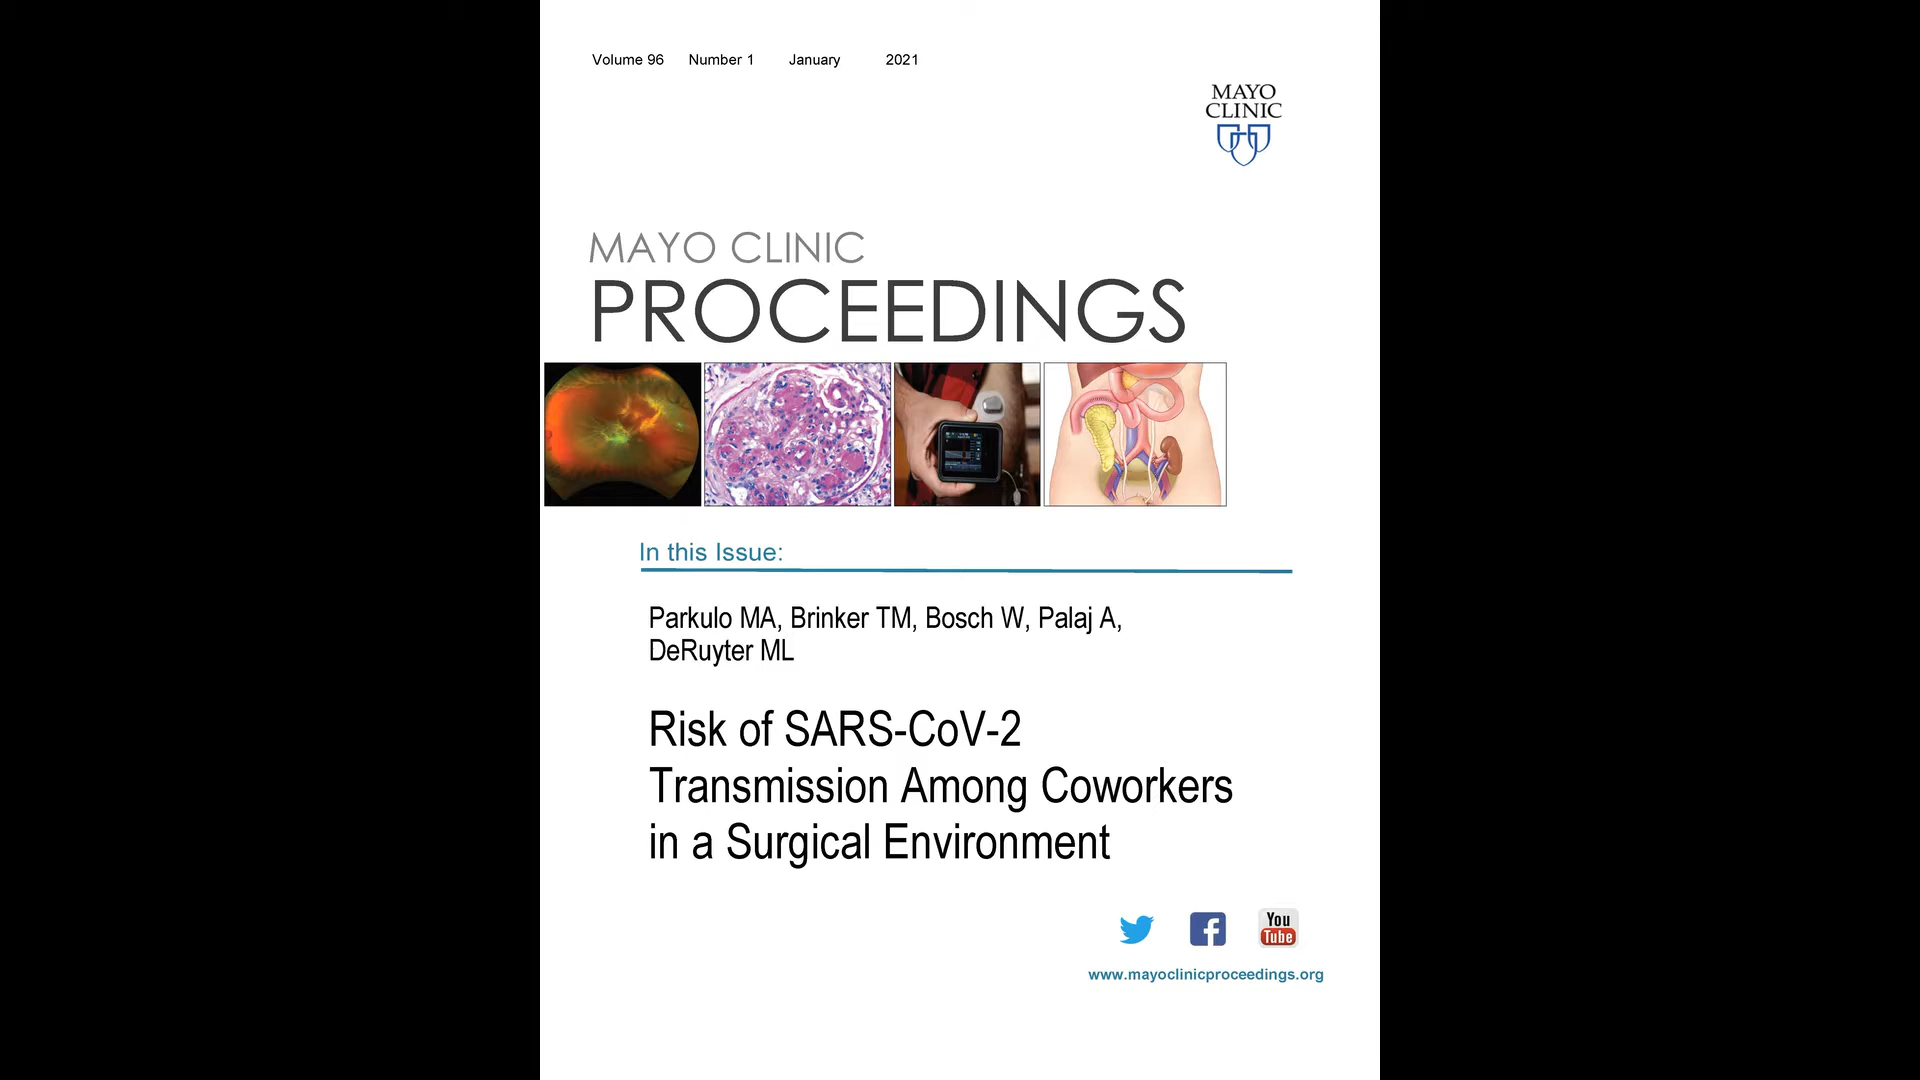 Volume 96 Number 1 January 2021
MAYO
CLINIC
MAYO CLINIC
PROCEEDINGS
In this Issue:
Parkulo MA, Brinker TM, Bosch W, Palaj A,
DeRuyter ML
Risk of SARS-CoV-2
Transmission Among Coworkers
in a Surgical Environment
You
Tube
www.mayoclinicproceedings.org